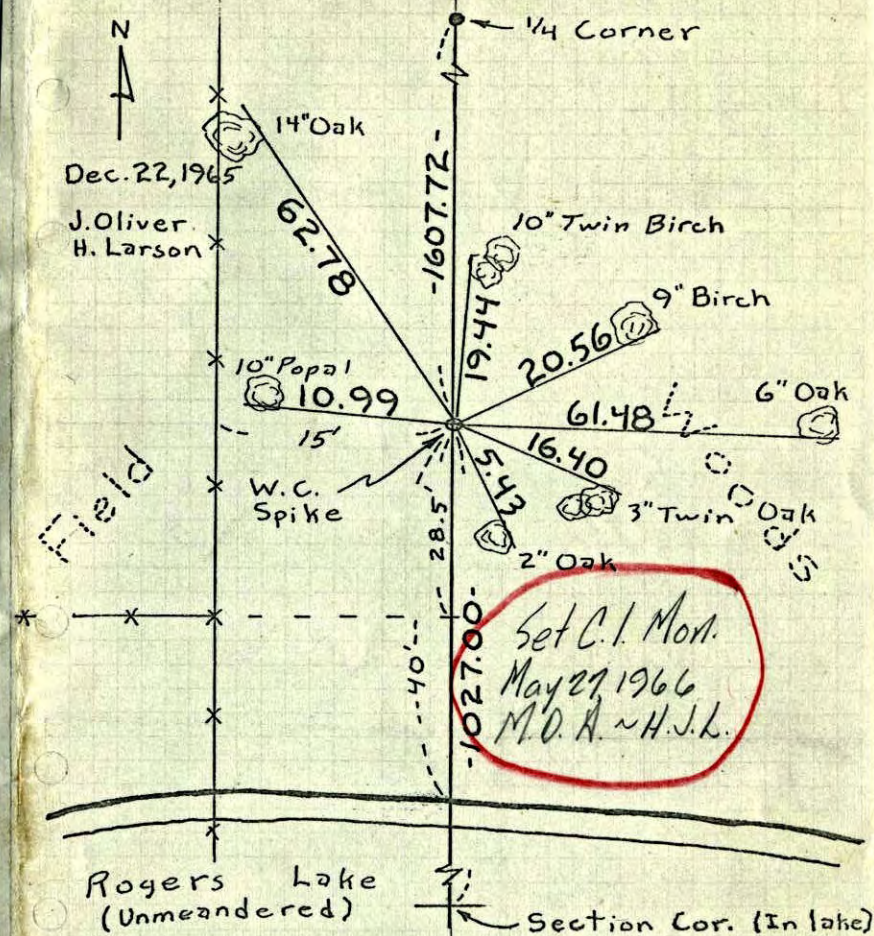 N
1/4 Corner
14" Oak
Dec. 22, 1965
J. Oliver
H. Larson
62.78
-1607.72-
10" Twin Birch
19.44
9" Birch
20.56
10" Popal
10.99
61.48
6" Oak
15'
16.40
5.43
W.C.
Spike
28.5'
3" Twin Oak
2" Oak
Field
Woods
-1027.00-
--40'--
Set C.I. Mon.
May 27, 1966
M.O.A. ~ H.J.L.
Rogers Lake
(Unmeandered)
Section Cor. (In lake)